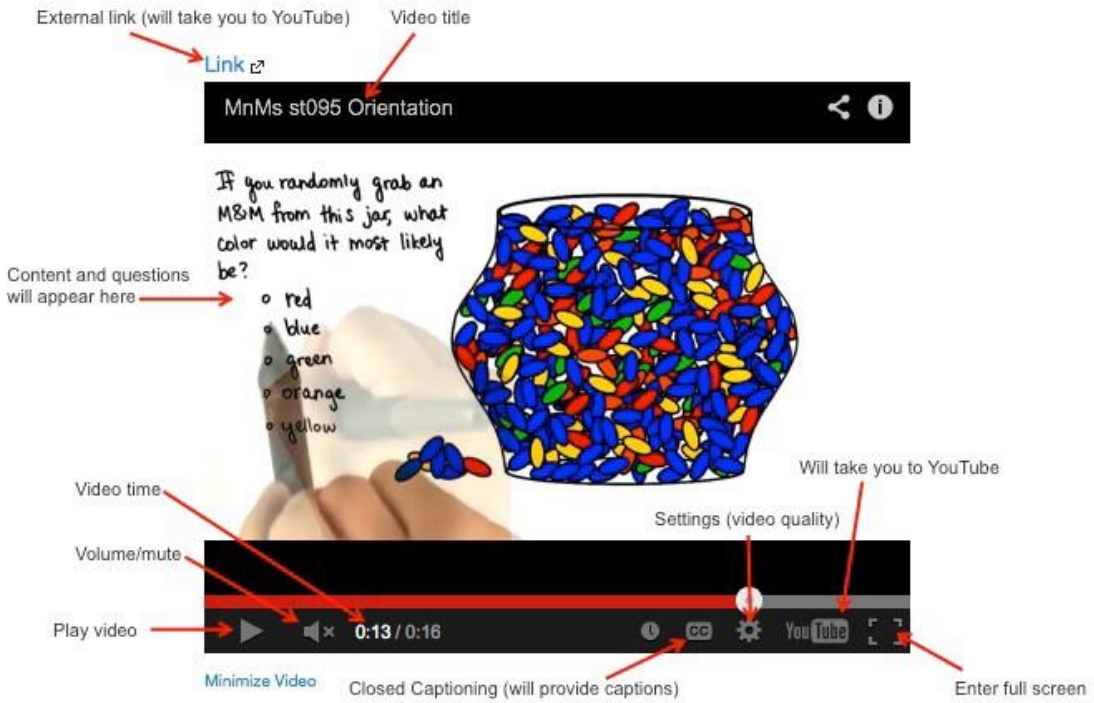 External link (will take you to YouTube)
Video title
Link
MnMs st095 Orientation
If you randomly grab an
M&M from this jar, what
color would it most likely
be?
red
blue
green
orange
yellow
Content and questions
will appear here
Video time
Volume/mute
Play video
Will take you to YouTube
Settings (video quality)
0:13 / 0:16
CC
YouTube
Minimize Video
Closed Captioning (will provide captions)
Enter full screen